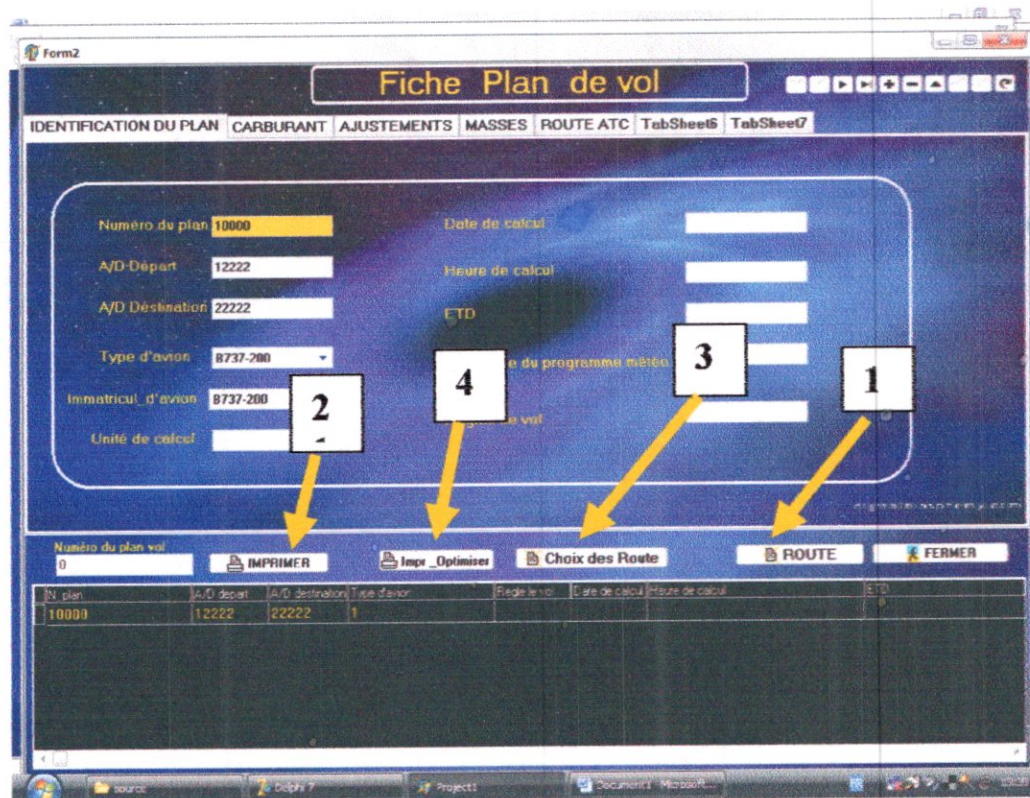 Form2
Fiche Plan de vol
IDENTIFICATION DU PLAN CARBURANT AJUSTEMENTS MASSES ROUTE ATC TabSheet6 TabSheet7
Numéro du plan 10000 Date de calcul
A/D-Départ 12222 Heure de calcul
A/D Déstination 22222 ETD
Type d'avion B737-200 du programme météo
Immatricul_d'avion B737-200 vol
Unité de calcul
2
4
3
1
Numéro du plan vol
0
IMPRIMER Impr_Optimiser Choix des Route ROUTE FERMER
N_plan A/D depart A/D destination Type d'avion Regle le vol Date de calcul Heure de calcul ETD
10000 12222 22222 1
source Delphi 7 Project1 Document1 - Microsoft...